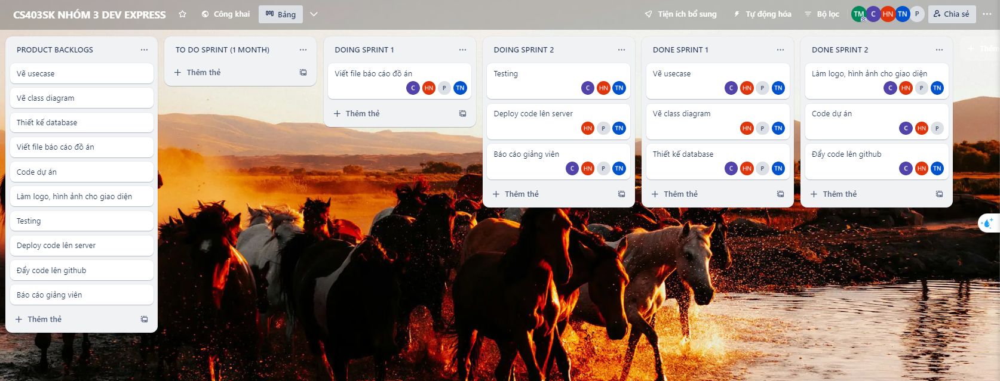 CS403SK NHÓM 3 DEV EXPRESS
Công khai
Bảng
Tiện ích bổ sung
Tự động hóa
Bộ lọc
TM C HN TN P
Chia sẻ
PRODUCT BACKLOGS
Vẽ usecase
Vẽ class diagram
Thiết kế database
Viết file báo cáo đồ án
Code dự án
Làm logo, hình ảnh cho giao diện
Testing
Deploy code lên server
Đẩy code lên github
Báo cáo giảng viên
Thêm thẻ
TO DO SPRINT (1 MONTH)
Thêm thẻ
DOING SPRINT 1
Viết file báo cáo đồ án
C HN P TN
Thêm thẻ
DOING SPRINT 2
Testing
C HN TN
Deploy code lên server
HN P TN
Báo cáo giảng viên
C HN P TN
Thêm thẻ
DONE SPRINT 1
Vẽ usecase
C HN P TN
Vẽ class diagram
HN P TN
Thiết kế database
C HN P TN
Thêm thẻ
DONE SPRINT 2
Làm logo, hình ảnh cho giao diện
C HN P TN
Code dự án
C HN P
Đẩy code lên github
C HN TN
Thêm thẻ
Thêm